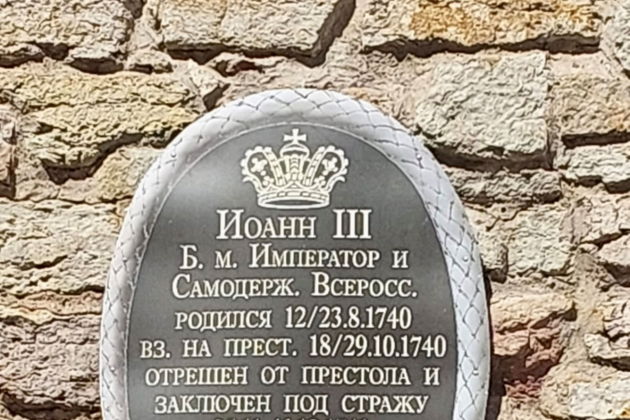 Иоанн III
Б. м. Император и
Самодерж. Всеросс.
родился 12/23.8.1740
вз. на прест. 18/29.10.1740
отрешен от престола и
заключен под стражу